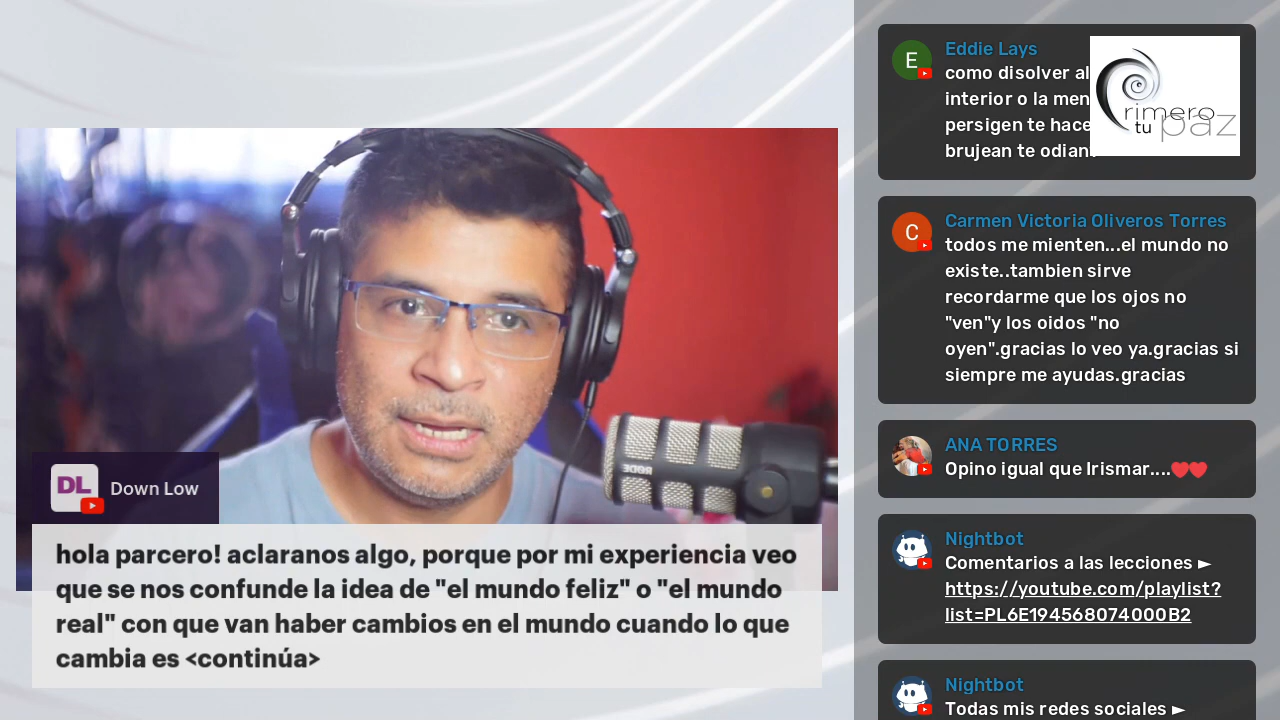 Eddie Lays
como disolver al
interior o la men
persigen te hace
brujean te odian
rimero
tu paz
Carmen Victoria Oliveros Torres
todos me mienten...el mundo no
existe..tambien sirve
recordarme que los ojos no
"ven"y los oidos "no
oyen".gracias lo veo ya.gracias si
siempre me ayudas.gracias
ANA TORRES
Opino igual que Irismar....❤️❤️
Nightbot
Comentarios a las lecciones ►
https://youtube.com/playlist?
list=PL6E194568074000B2
Nightbot
Todas mis redes sociales ►
RØDE
DL
Down Low
hola parcero! aclaranos algo, porque por mi experiencia veo
que se nos confunde la idea de "el mundo feliz" o "el mundo
real" con que van haber cambios en el mundo cuando lo que
cambia es <continúa>
E
C